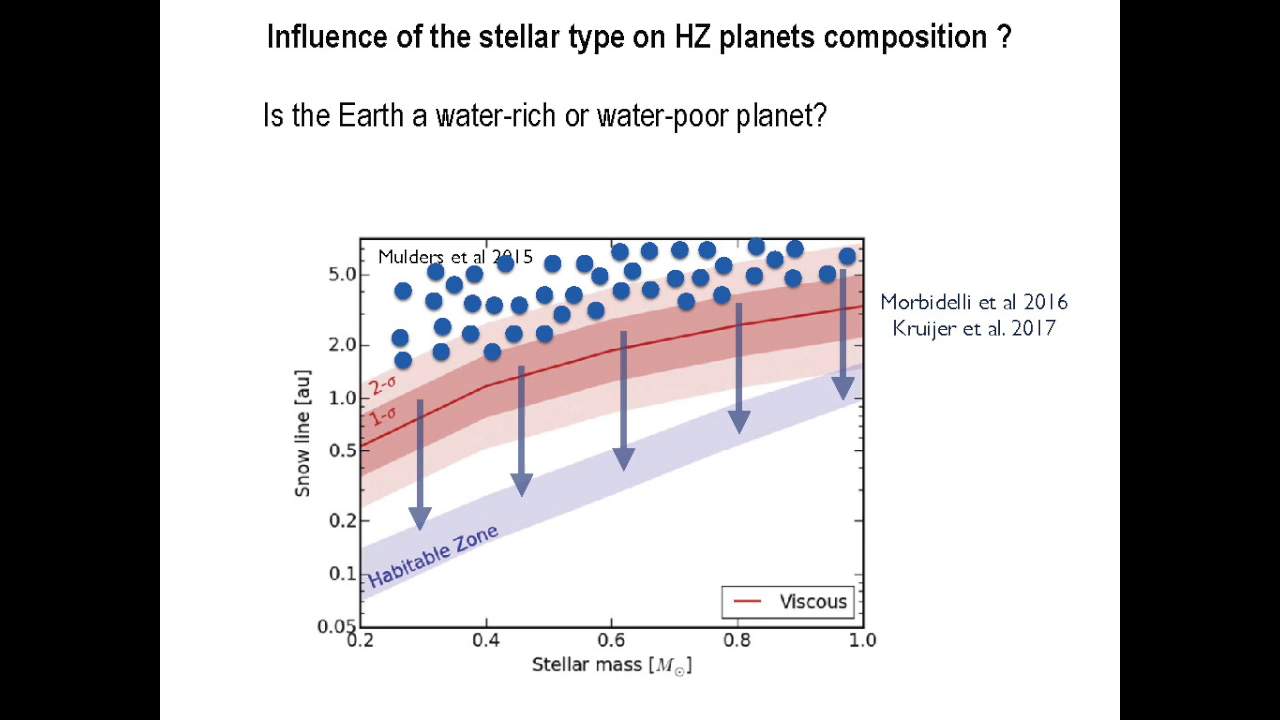 Influence of the stellar type on HZ planets composition ?
Is the Earth a water-rich or water-poor planet?
Mulders et al 2015
Morbidelli et al 2016
Kruijer et al. 2017
5.0
2.0
1.0
0.5
0.2
0.1
0.05
Snow line [au]
2-σ
1-σ
Habitable Zone
Viscous
0.2 0.4 0.6 0.8 1.0
Stellar mass [M☉]